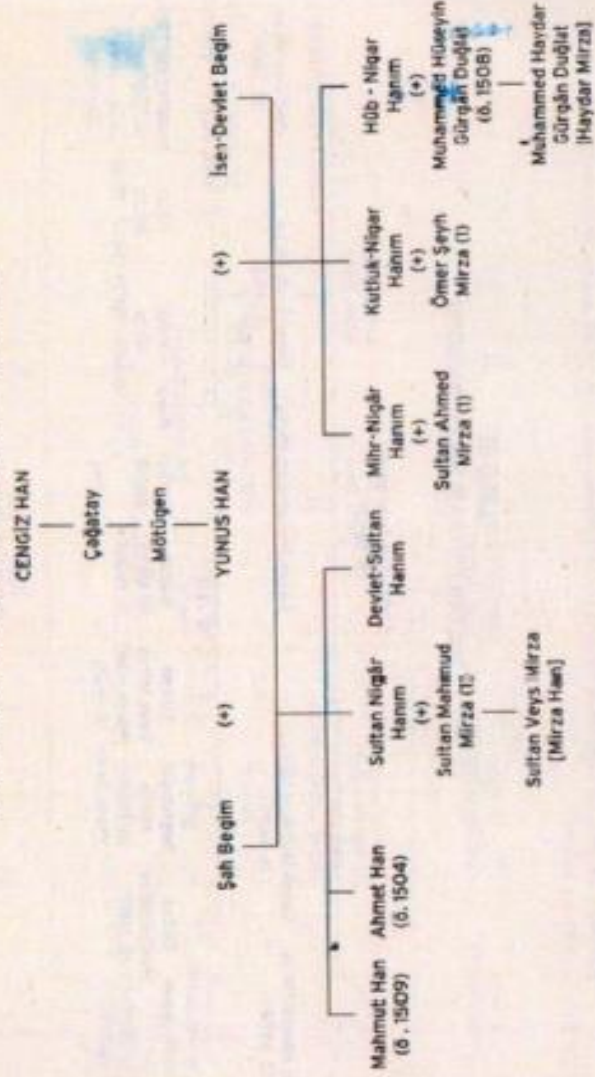 CENGİZ HAN
Çağatay
Mötügen
Şah Begim
(+)
YUNUS HAN
(+)
İsen-Devlet Begim
Mahmut Han
(ö. 1509)
Ahmet Han
(ö. 1504)
Sultan Nigâr
Hanım
(+)
Sultan Mahmud
Mirza (1)
Sultan Veys Mirza
[Mirza Han]
Devlet-Sultan
Hanım
Mihr-Nigâr
Hanım
(+)
Sultan Ahmed
Mirza (1)
Kutluk-Nigar
Hanım
(+)
Ömer Şeyh
Mirza (1)
Hûb - Nigar
Hanım
(+)
Muhammed Hüseyin
Gürgân Duğlat
(ö. 1508)
Muhammed Haydar
Gürgân Duğlat
[Haydar Mirza]